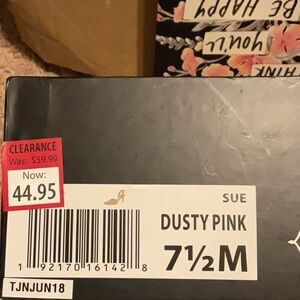 BE HAPPY
YOU'LL
THINK
CLEARANCE
Was: $59.99
Now:
44.95
SUE
DUSTY PINK
7½M
1 92170 16142 8
TJNJUN18